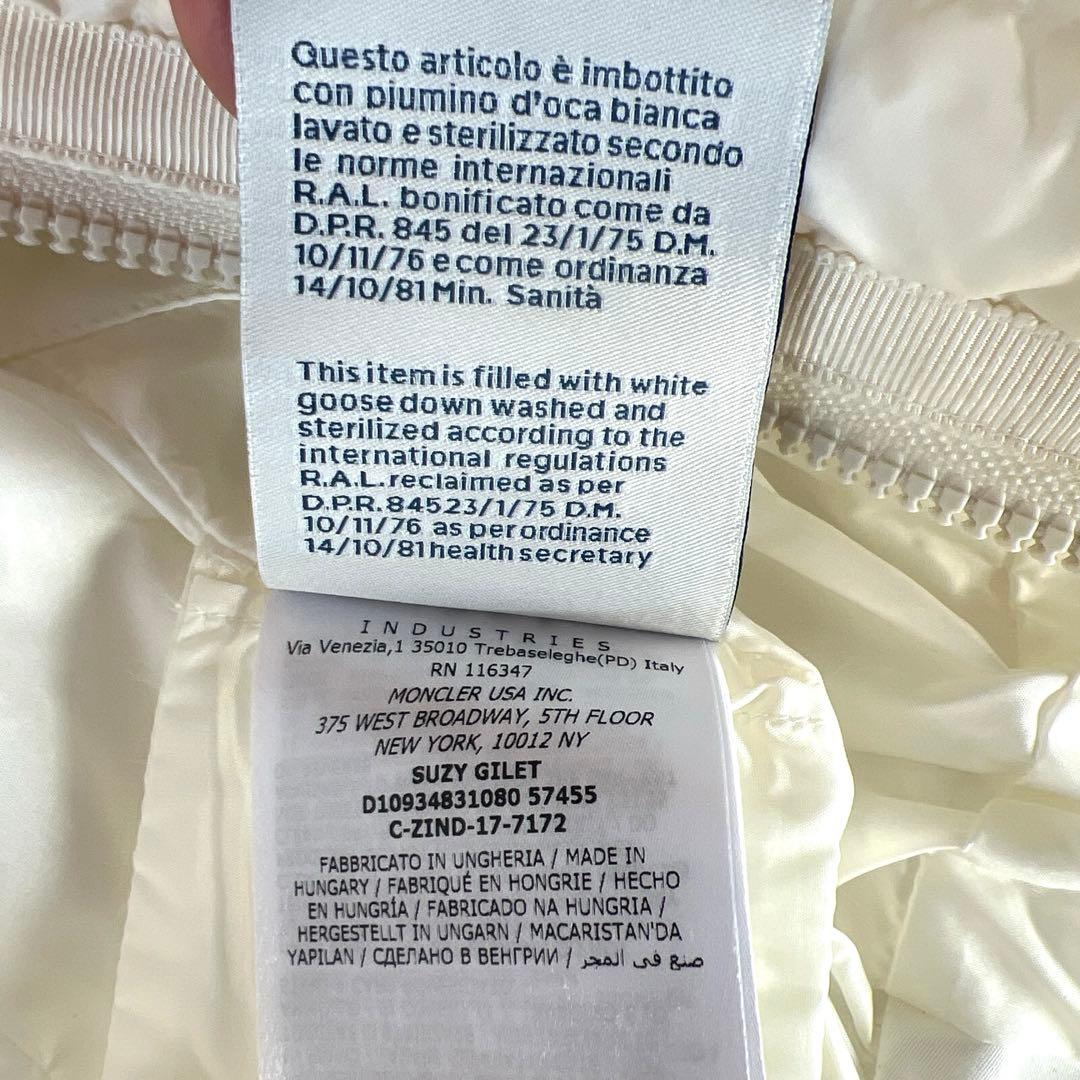 Questo articolo è imbottito
con piumino d'oca bianca
lavato e sterilizzato secondo
le norme internazionali
R.A.L. bonificato come da
D.P.R. 845 del 23/1/75 D.M.
10/11/76 e come ordinanza
14/10/81 Min. Sanità
This item is filled with white
goose down washed and
sterilized according to the
international regulations
R.A.L. reclaimed as per
D.P.R. 845 23/1/75 D.M.
10/11/76 as per ordinance
14/10/81 health secretary
INDUSTRIES
Via Venezia,1 35010 Trebaseleghe(PD) Italy
RN 116347
MONCLER USA INC.
375 WEST BROADWAY, 5TH FLOOR
NEW YORK, 10012 NY
SUZY GILET
D10934831080 57455
C-ZIND-17-7172
FABBRICATO IN UNGHERIA / MADE IN
HUNGARY / FABRIQUÉ EN HONGRIE / HECHO
EN HUNGRÍA / FABRICADO NA HUNGRIA /
HERGESTELLT IN UNGARN / MACARISTAN'DA
YAPILAN / СДЕЛАНО В ВЕНГРИИ / صنع في المجر